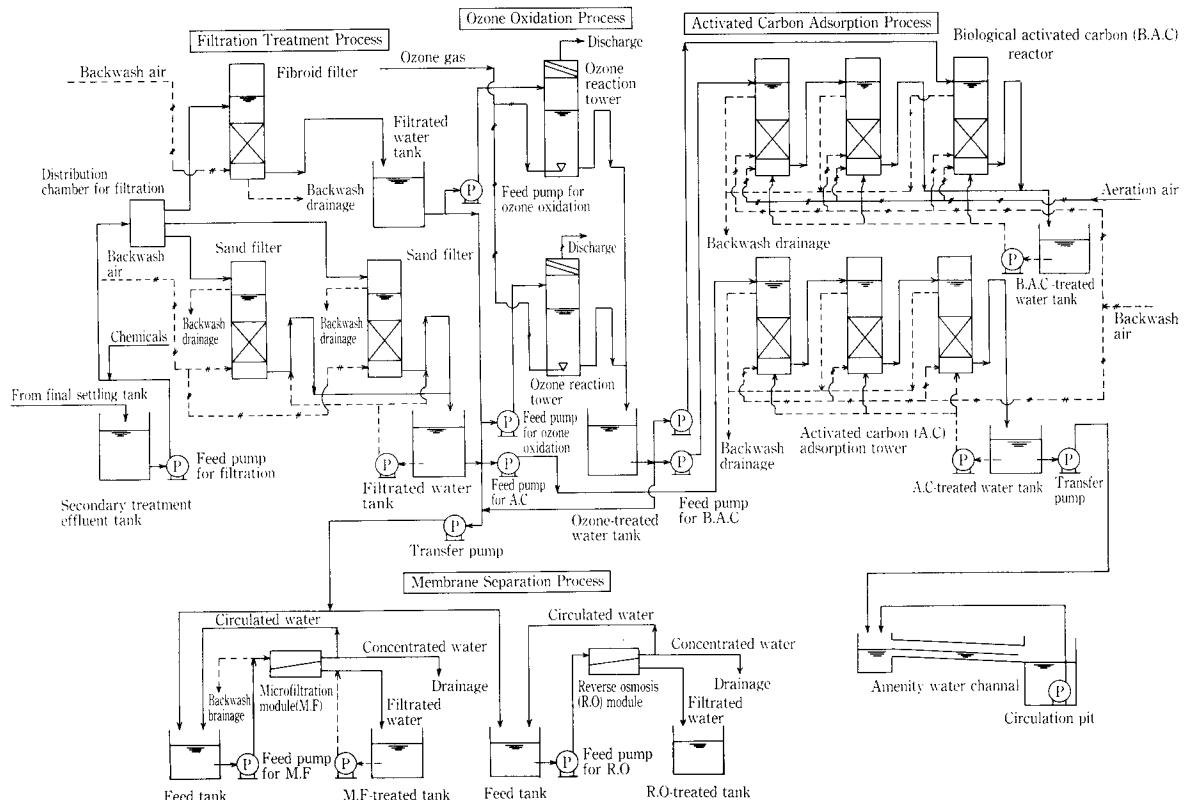 Ozone Oxidation Process
Activated Carbon Adsorption Process
Filtration Treatment Process
Discharge
Biological activated carbon (B.A.C)
reactor
Backwash air
Fibroid filter
Ozone gas
Ozone
reaction
tower
Filtrated
water
tank
Distribution
chamber for filtration
P
Backwash
drainage
Feed pump for
ozone oxidation
Aeration air
Backwash
air
Sand filter
Sand filter
Discharge
Backwash drainage
P
B.A.C-treated
water tank
Backwash
drainage
Backwash
drainage
Backwash
air
Chemicals
From final settling tank
Ozone reaction
tower
P
P
Feed pump
for ozone
oxidation
Activated carbon (A.C)
adsorption tower
Backwash
drainage
P
Feed pump
for filtration
P
P
P
P
P
Filtrated water
tank
Feed pump
for A.C
Feed pump
for B.A.C
A.C-treated water tank
Transfer
pump
Secondary treatment
effluent tank
Ozone-treated
water tank
P
Transfer pump
Membrane Separation Process
Circulated water
Circulated water
Concentrated water
Concentrated water
Drainage
Drainage
Microfiltration
module(M.F)
Reverse osmosis
(R.O) module
Backwash
brainage
Filtrated
water
Filtrated
water
Amenity water channal
P
Circulation pit
P
Feed pump
for M.F
P
P
Feed pump
for R.O
Feed tank
M.F-treated tank
Feed tank
R.O-treated tank